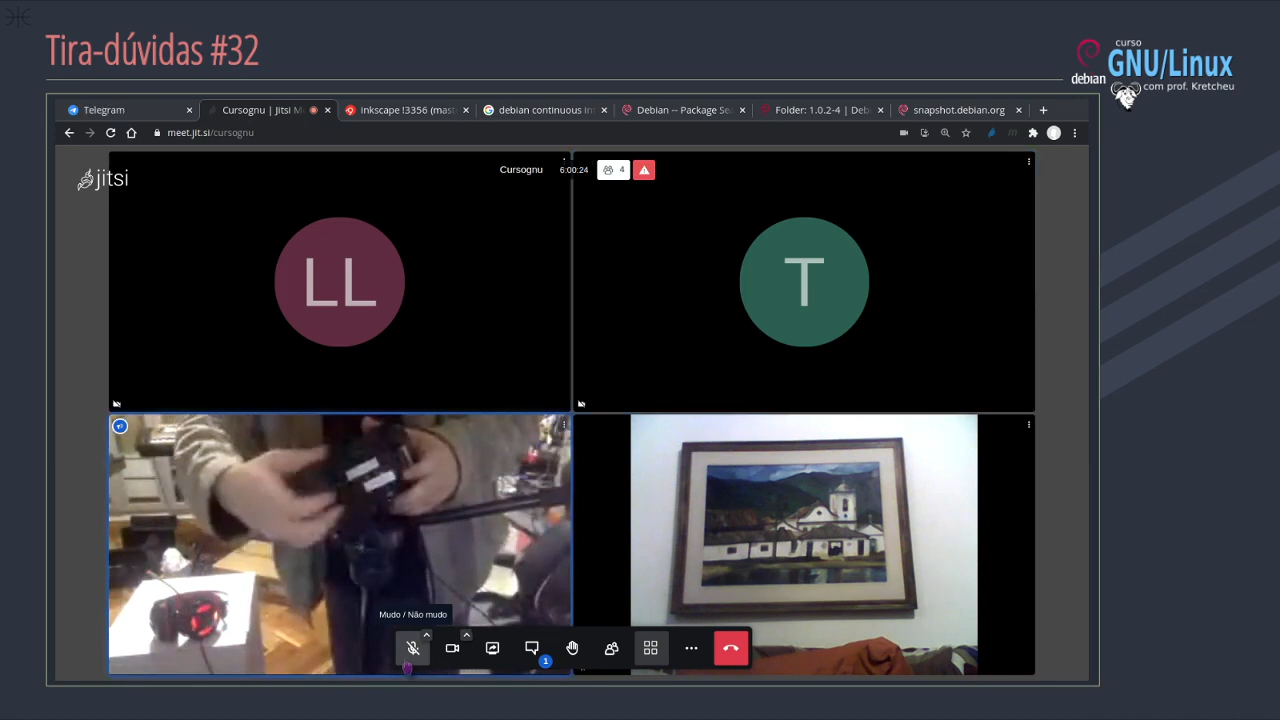 Tira-dúvidas #32
curso
GNU/Linux
debian
com prof. Kretcheu
Telegram
Cursognu | Jitsi M
Inkscape !3356 (mast
debian continuous in
Debian -- Package Se
Folder: 1.0.2-4 | Deb
snapshot.debian.org
meet.jit.si/cursognu
jitsi
Cursognu
6:00:24
4
LL
T
Mudo / Não mudo
1